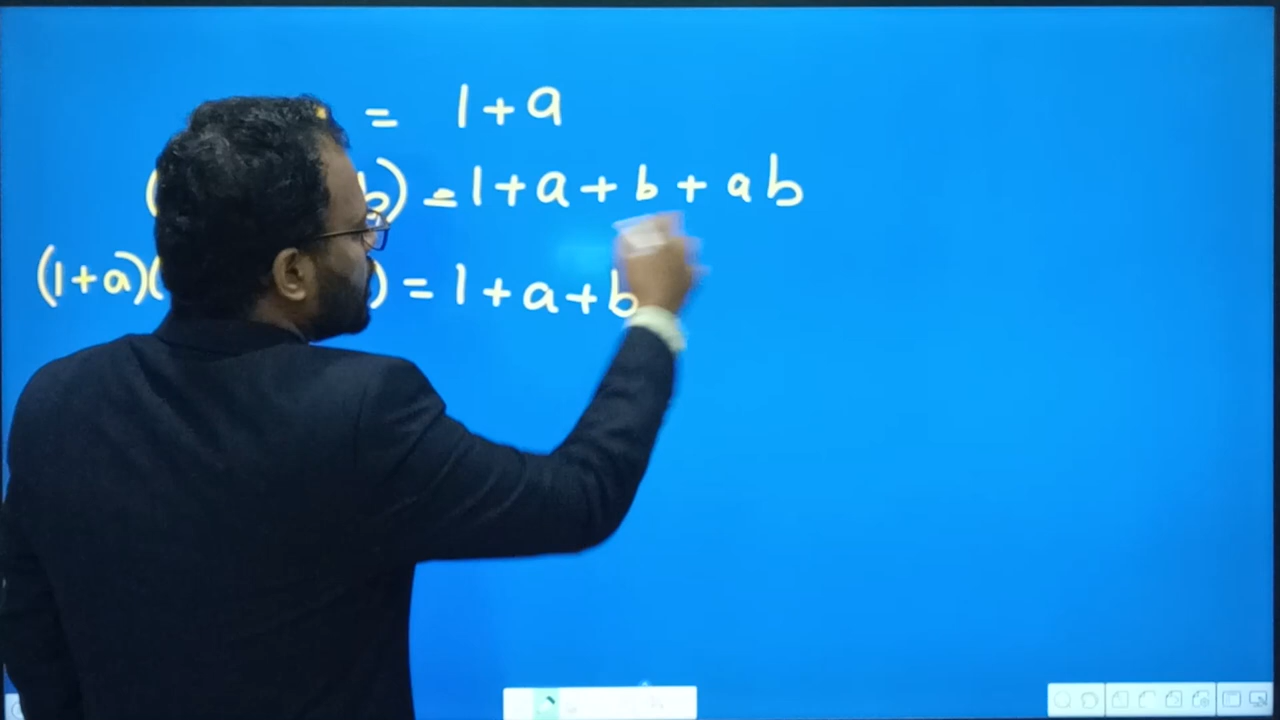 = 1+a
( b) = 1+a+b+ab
(1+a)( ) = 1+a+b